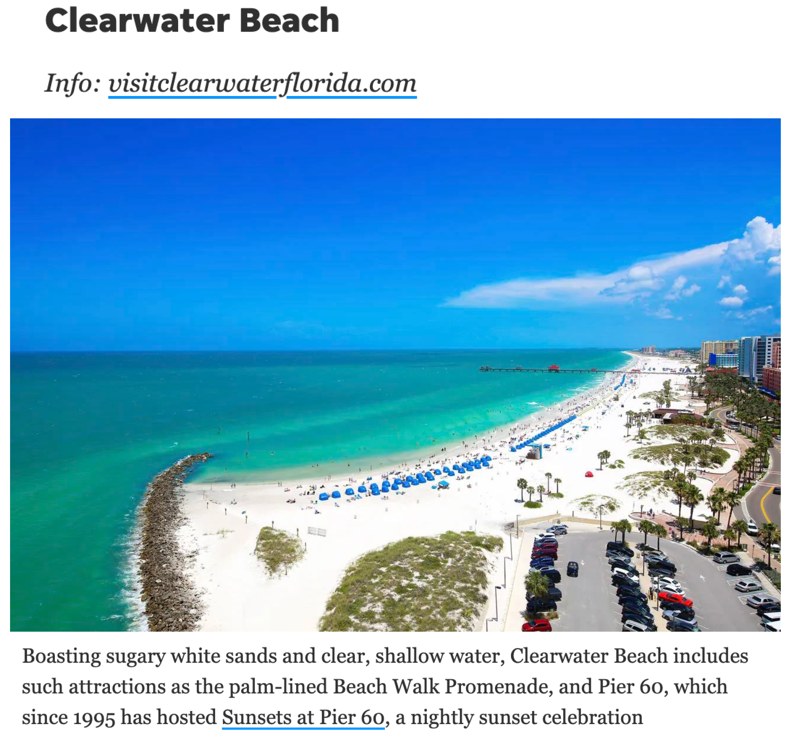 Clearwater Beach
Info: visitclearwaterflorida.com
Boasting sugary white sands and clear, shallow water, Clearwater Beach includes
such attractions as the palm-lined Beach Walk Promenade, and Pier 60, which
since 1995 has hosted Sunsets at Pier 60, a nightly sunset celebration